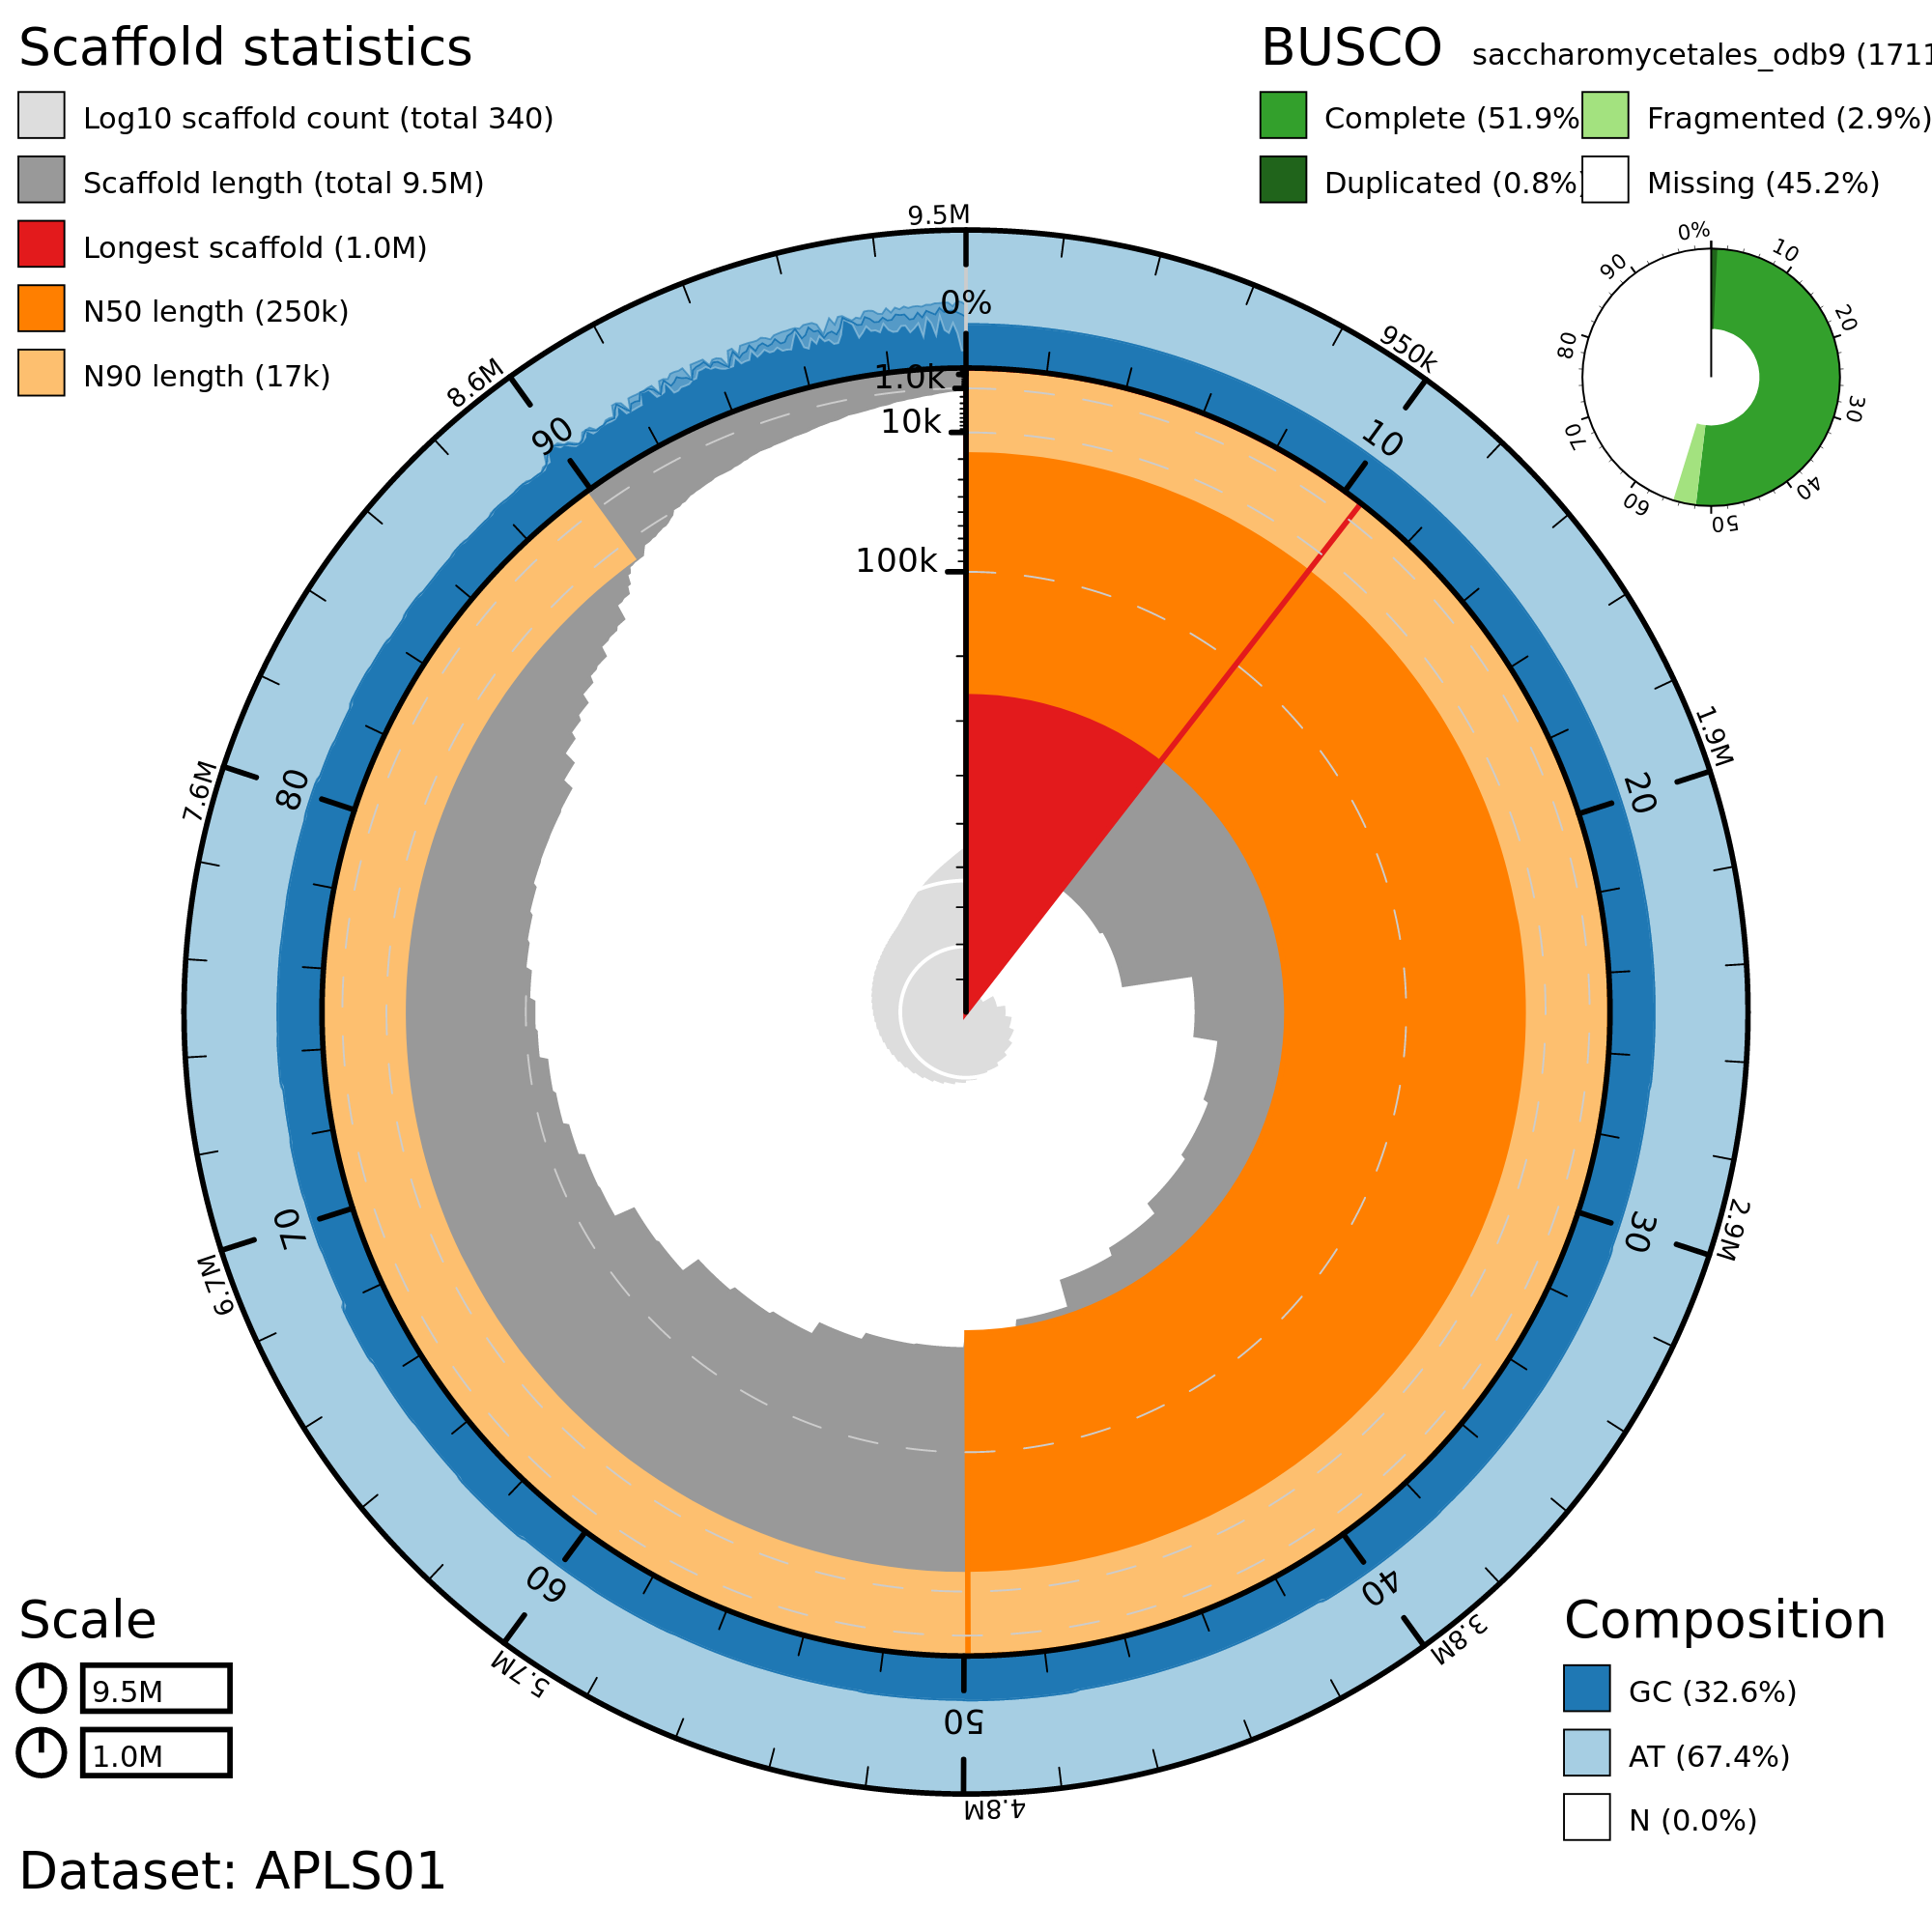 Scaffold statistics
Log10 scaffold count (total 340)
Scaffold length (total 9.5M)
Longest scaffold (1.0M)
N50 length (250k)
N90 length (17k)
BUSCO saccharomycetales_odb9 (1711
Complete (51.9%
Fragmented (2.9%)
Duplicated (0.8%)
Missing (45.2%)
0%
10
20
30
40
50
60
70
80
90
9.5M
950k
1.9M
2.9M
3.8M
4.8M
5.7M
6.7M
7.6M
8.6M
0%
10
20
30
40
50
60
70
80
90
1.0k
10k
100k
Scale
9.5M
1.0M
Composition
GC (32.6%)
AT (67.4%)
N (0.0%)
Dataset: APLS01